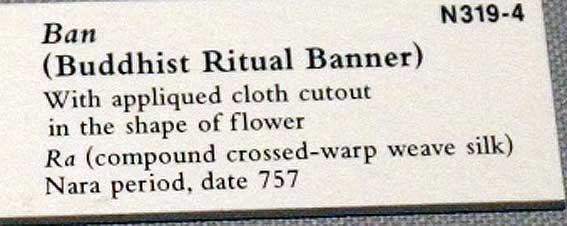 N319-4
Ban
(Buddhist Ritual Banner)
With appliqued cloth cutout
in the shape of flower
Ra (compound crossed-warp weave silk)
Nara period, date 757